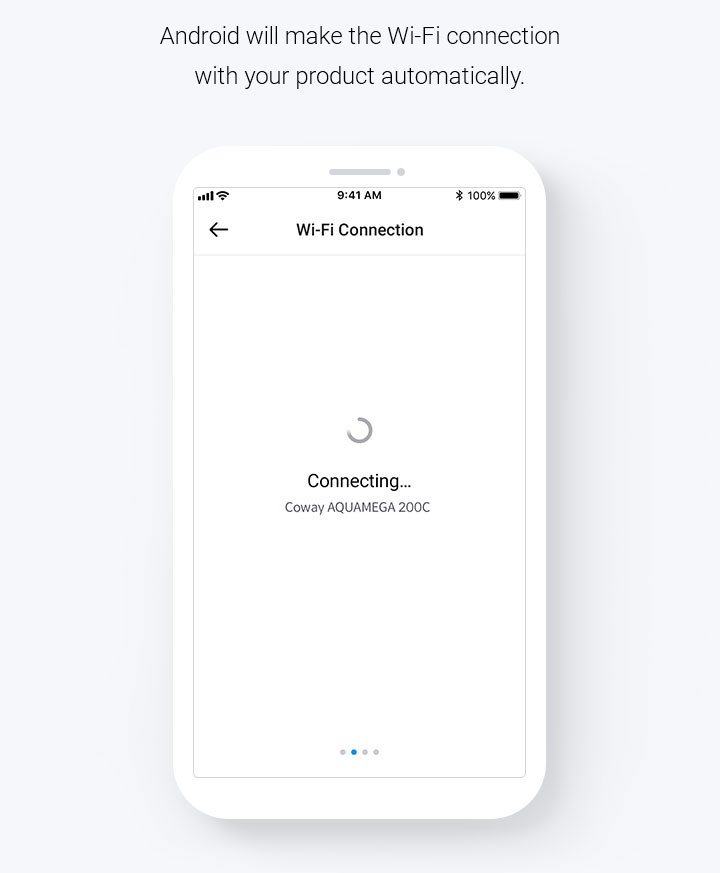 Android will make the Wi-Fi connection
with your product automatically.
9:41 AM
100%
Wi-Fi Connection
Connecting...
Coway AQUAMEGA 200C